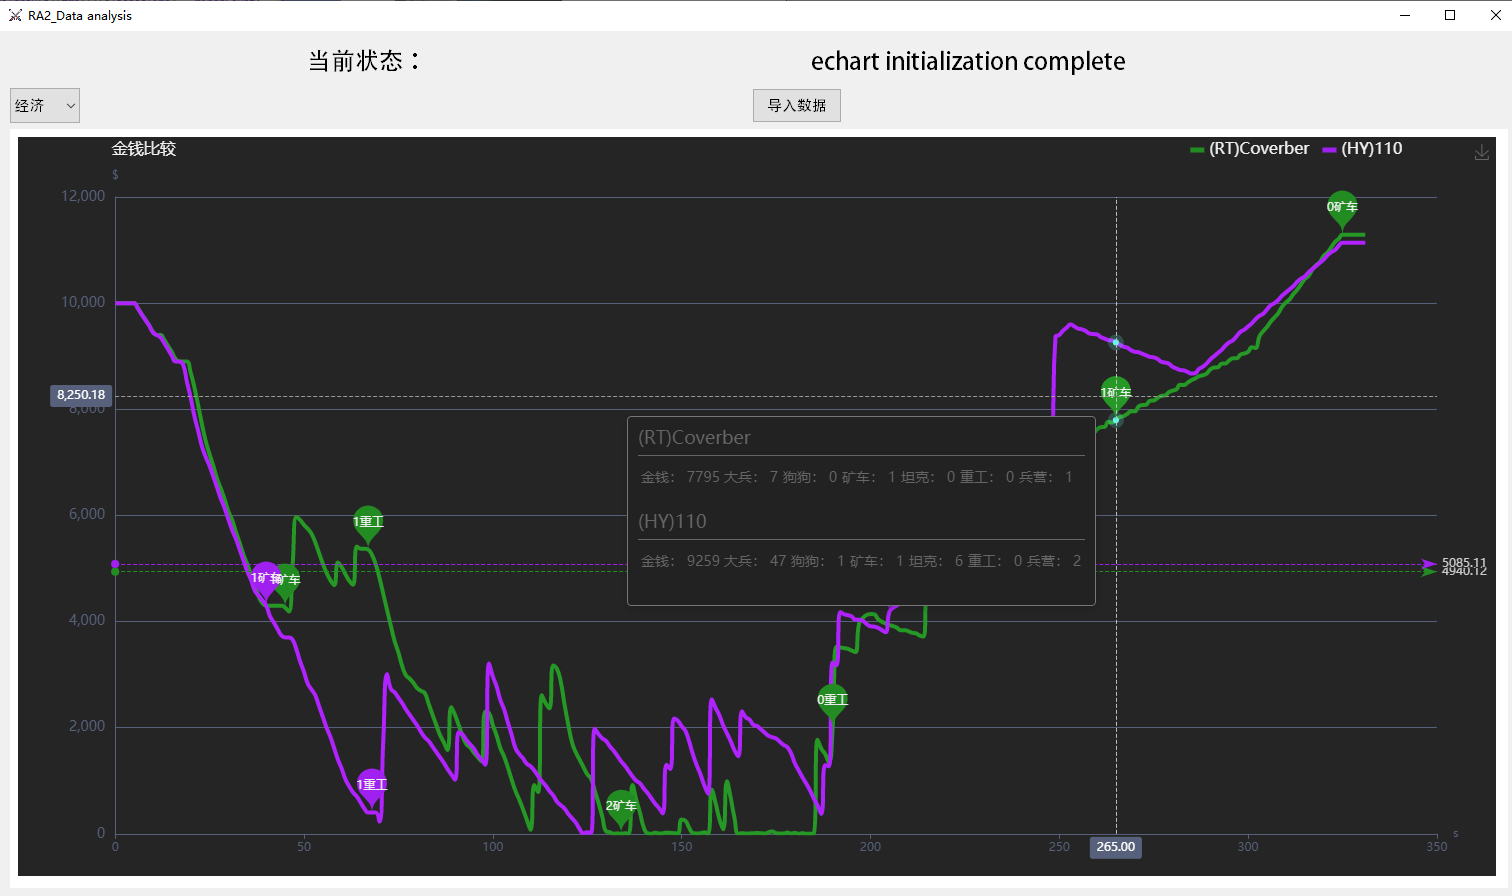 RA2_Data analysis
当前状态：
echart initialization complete
经济
导入数据
金钱比较
(RT)Coverber
(HY)110
$
12,000
10,000
8,250.18
8,000
6,000
4,000
2,000
0
0矿车
1矿车
1重工
1矿车
矿车
1重工
0重工
2矿车
(RT)Coverber
金钱： 7795 大兵： 7 狗狗： 0 矿车： 1 坦克： 0 重工： 0 兵营： 1
(HY)110
金钱： 9259 大兵： 47 狗狗： 1 矿车： 1 坦克： 6 重工： 0 兵营： 2
5085.11
4940.12
0
50
100
150
200
250
265.00
300
350
s